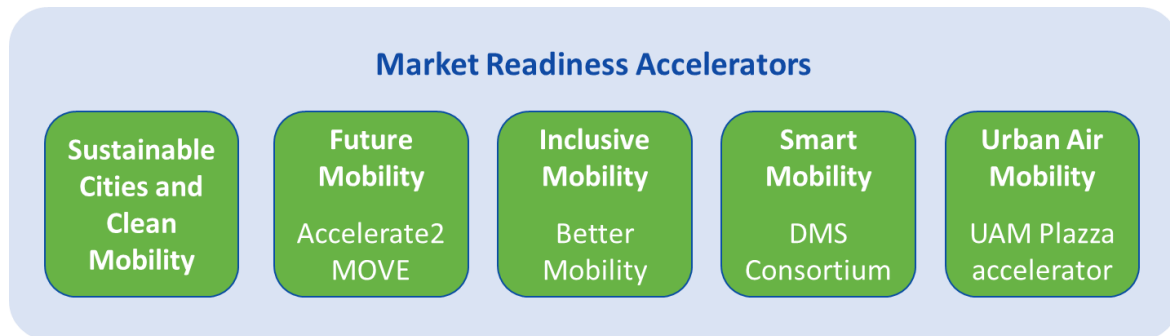 Market Readiness Accelerators
Sustainable
Cities and
Clean
Mobility
Future
Mobility
Accelerate2
MOVE
Inclusive
Mobility
Better
Mobility
Smart
Mobility
DMS
Consortium
Urban Air
Mobility
UAM Plazza
accelerator